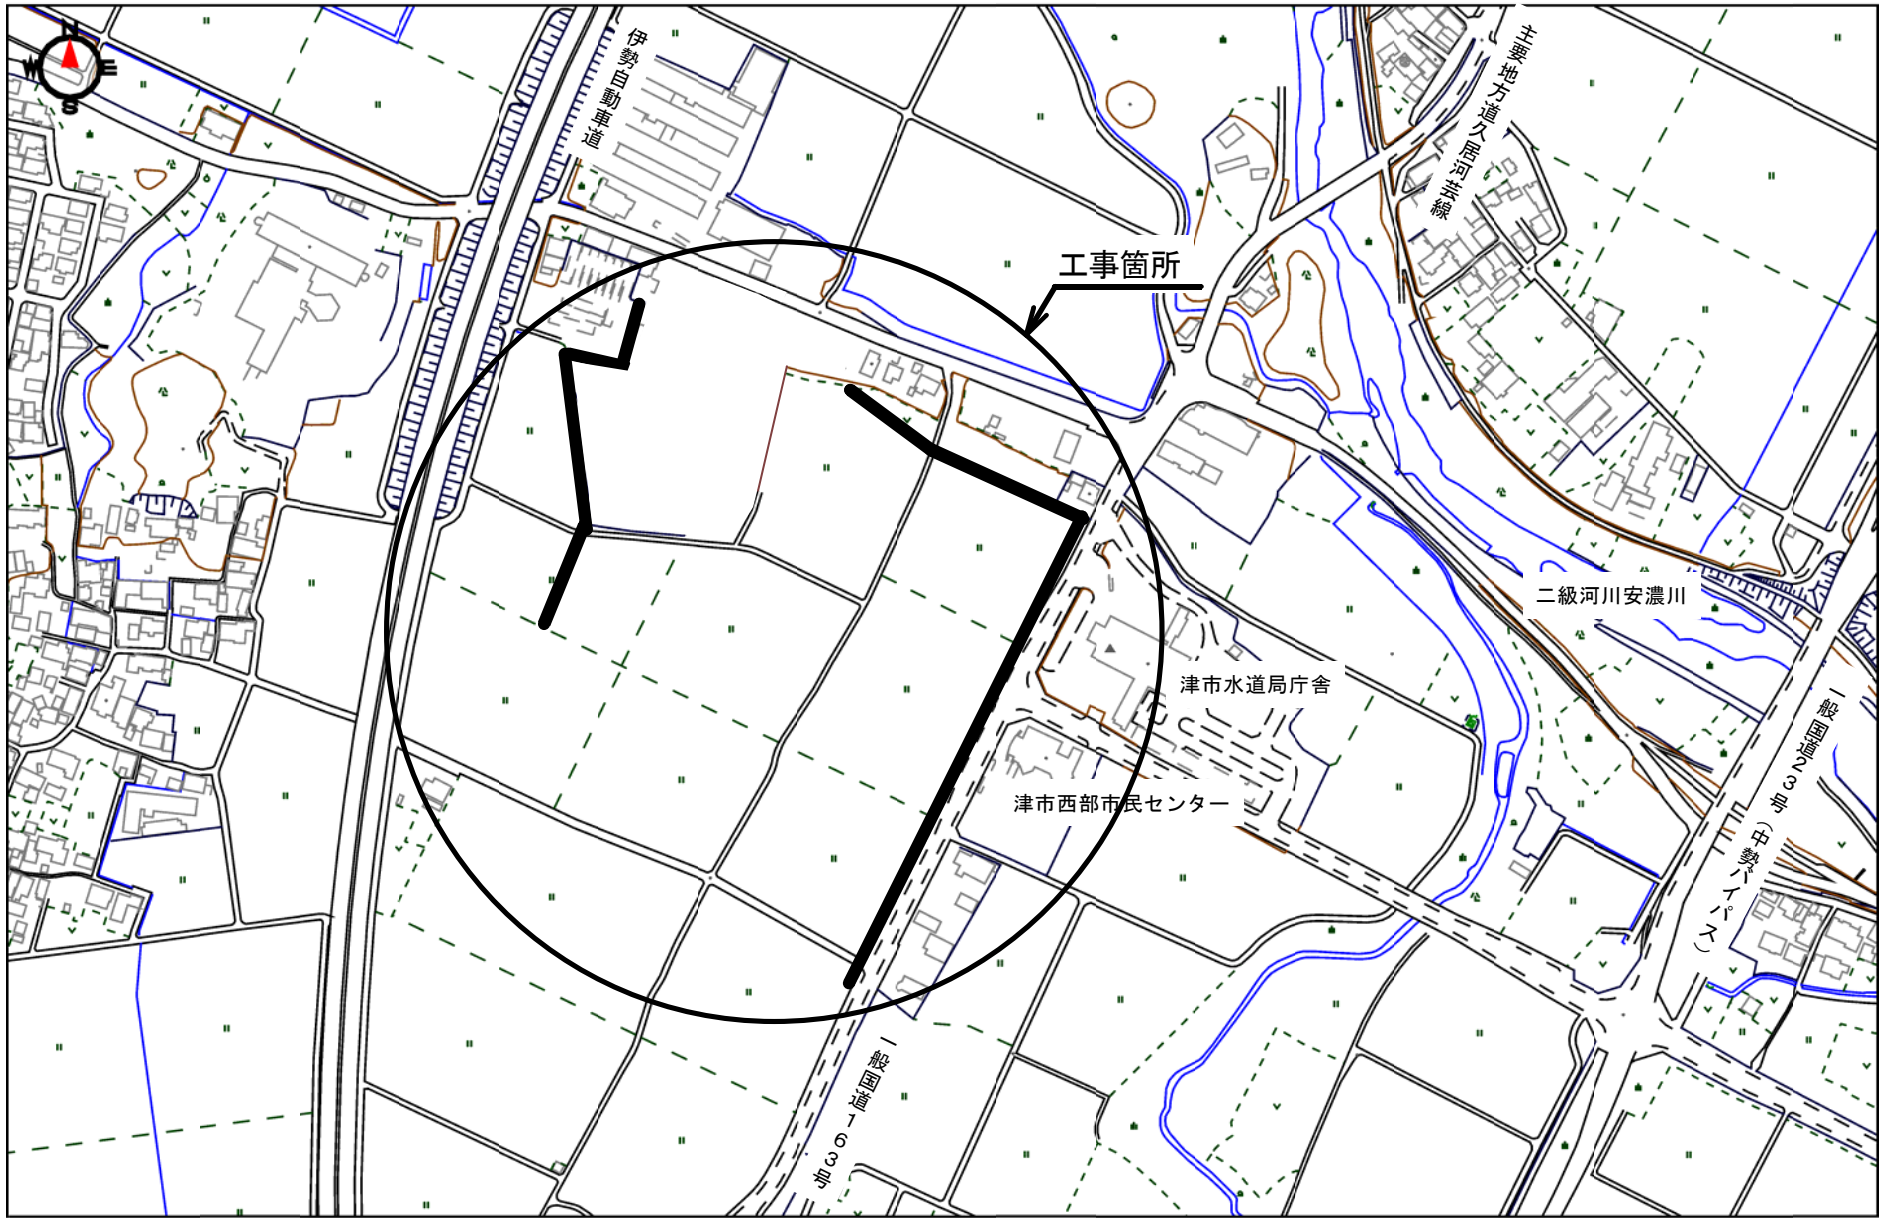 N
W
E
S
伊勢自動車道
主要地方道久居河芸線
工事箇所
二級河川安濃川
津市水道局庁舎
一般国道23号(中勢バイパス)
津市西部市民センター
一般国道163号